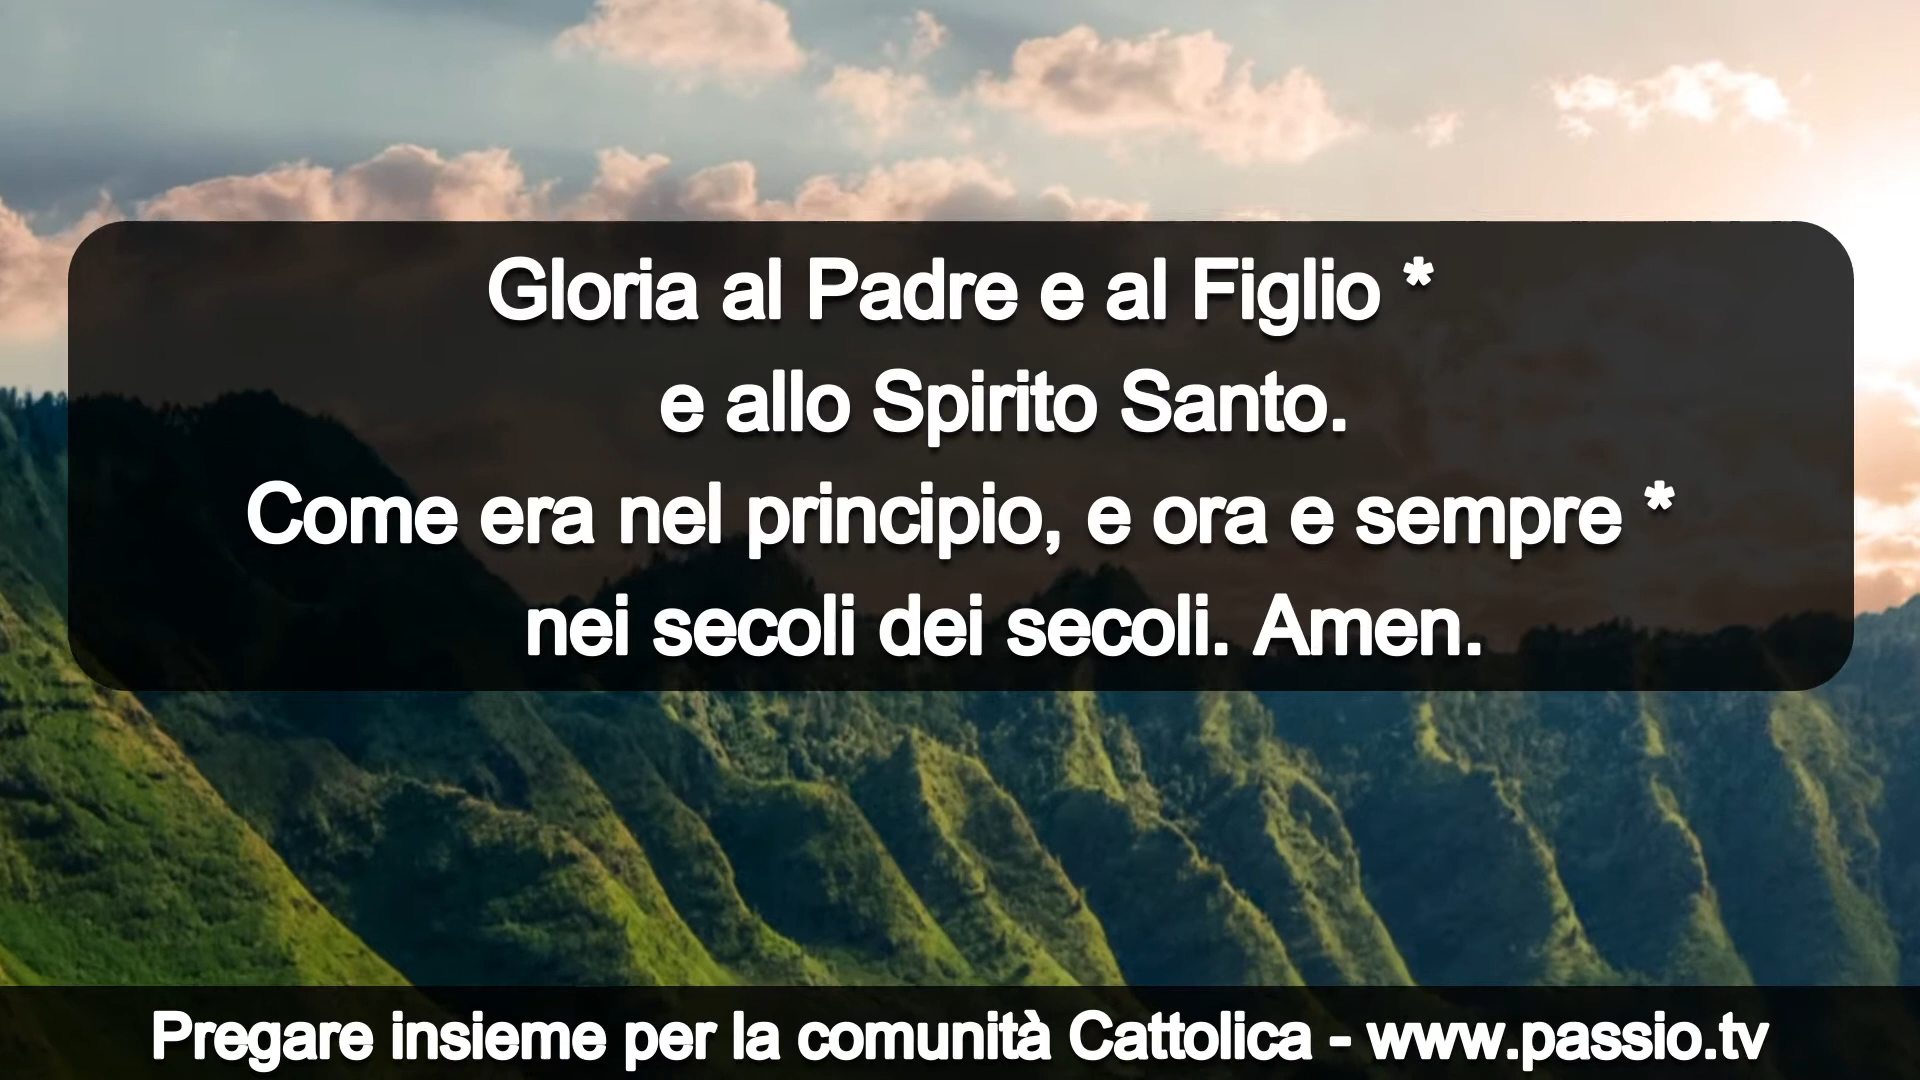 Gloria al Padre e al Figlio *
e allo Spirito Santo.
Come era nel principio, e ora e sempre *
nei secoli dei secoli. Amen.
Pregare insieme per la comunità Cattolica - www.passio.tv